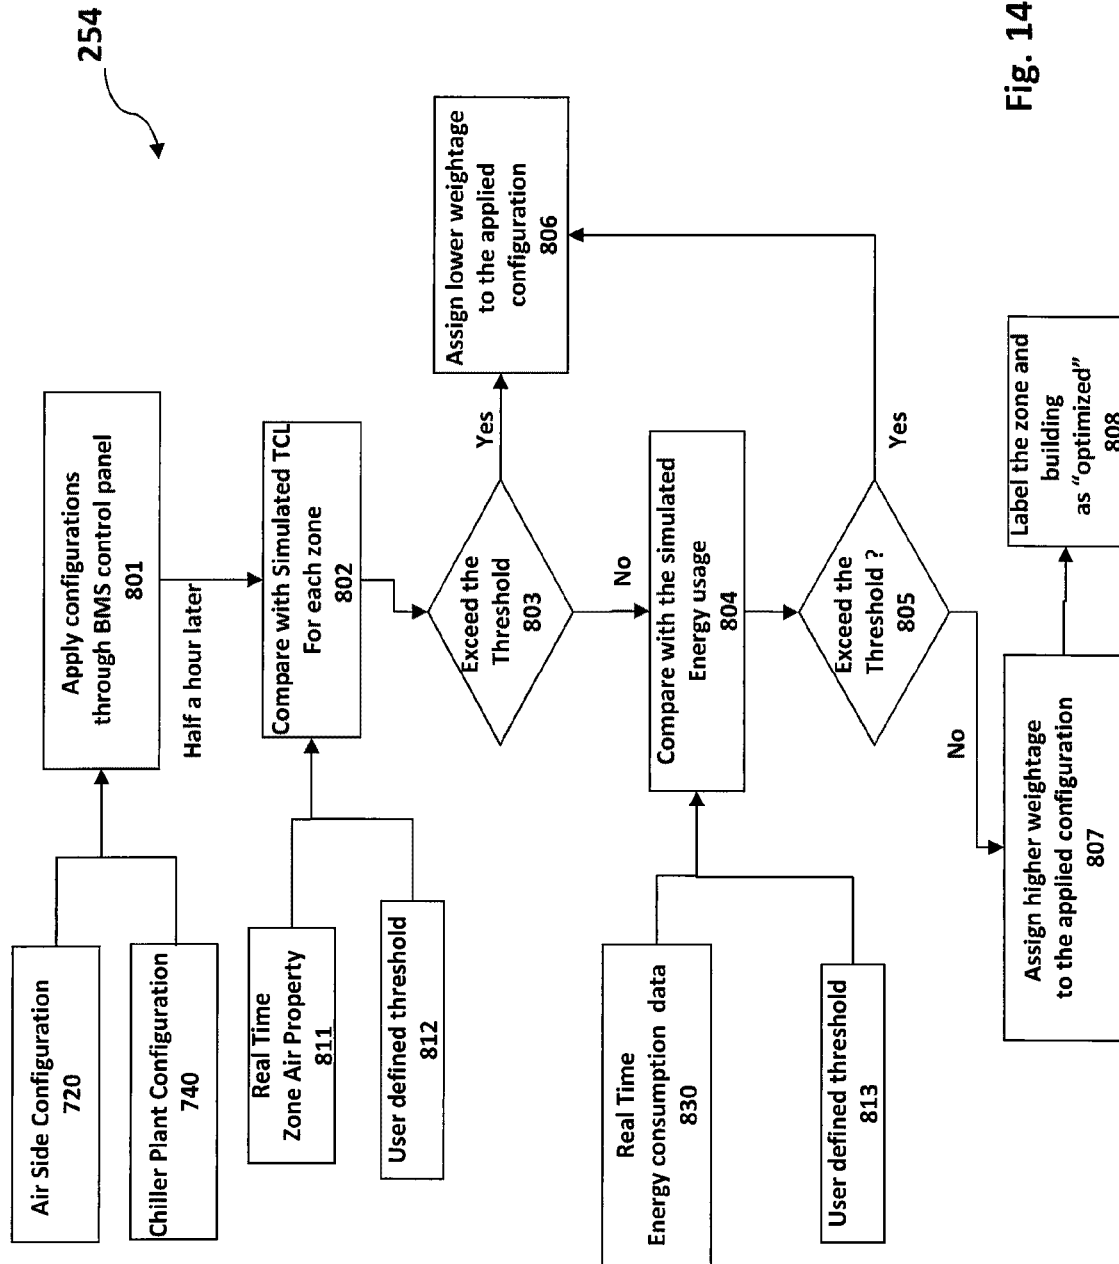 254
Air Side Configuration
720
Chiller Plant Configuration
740
Apply configurations
through BMS control panel
801
Half a hour later
Real Time
Zone Air Property
811
User defined threshold
812
Compare with Simulated TCL
For each zone
802
Exceed the
Threshold
803
Yes
Assign lower weightage
to the applied
configuration
806
No
Real Time
Energy consumption data
830
User defined threshold
813
Compare with the simulated
Energy usage
804
Exceed the
Threshold ?
805
Yes
No
Assign higher weightage
to the applied configuration
807
Label the zone and
building
as “optimized”
808
Fig. 14